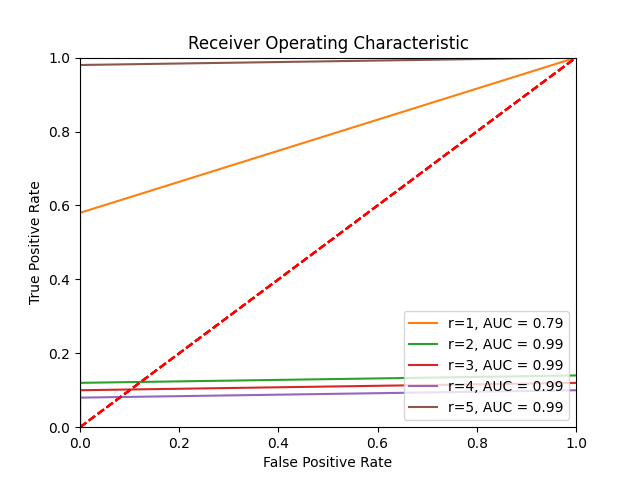 Receiver Operating Characteristic
True Positive Rate
1.0
0.8
0.6
0.4
0.2
0.0
r=1, AUC = 0.79
r=2, AUC = 0.99
r=3, AUC = 0.99
r=4, AUC = 0.99
r=5, AUC = 0.99
0.0 0.2 0.4 0.6 0.8 1.0
False Positive Rate